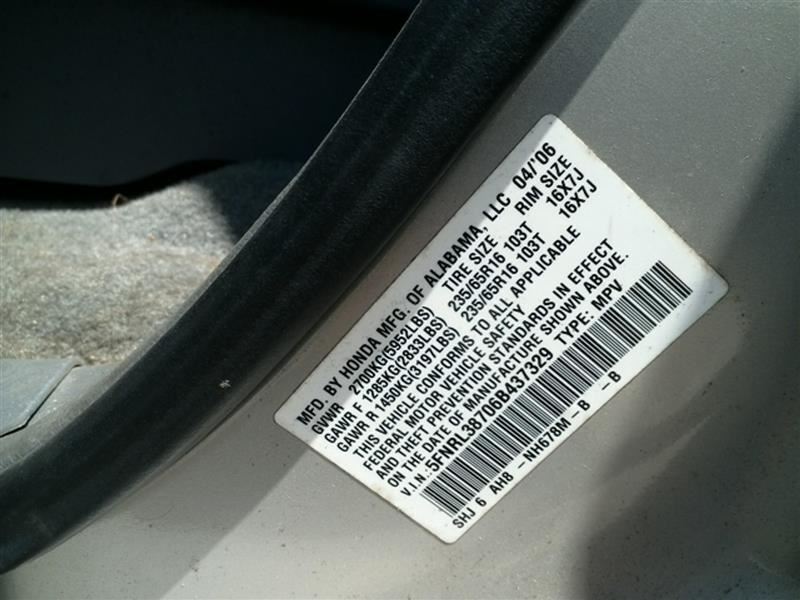 MFD. BY HONDA MFG. OF ALABAMA, LLC 04/'06
GVWR 2700KG(5952LBS) TIRE SIZE RIM SIZE
GAWR F 1285KG(2833LBS) 235/65R16 103T 16X7J
GAWR R 1450KG(3197LBS) 235/65R16 103T 16X7J
THIS VEHICLE CONFORMS TO ALL APPLICABLE
FEDERAL MOTOR VEHICLE SAFETY
AND THEFT PREVENTION STANDARDS IN EFFECT
ON THE DATE OF MANUFACTURE SHOWN ABOVE.
V.I.N.:5FNRL38706B437329 TYPE: MPV
SHJ 6 AH8 -NH678M-B -B